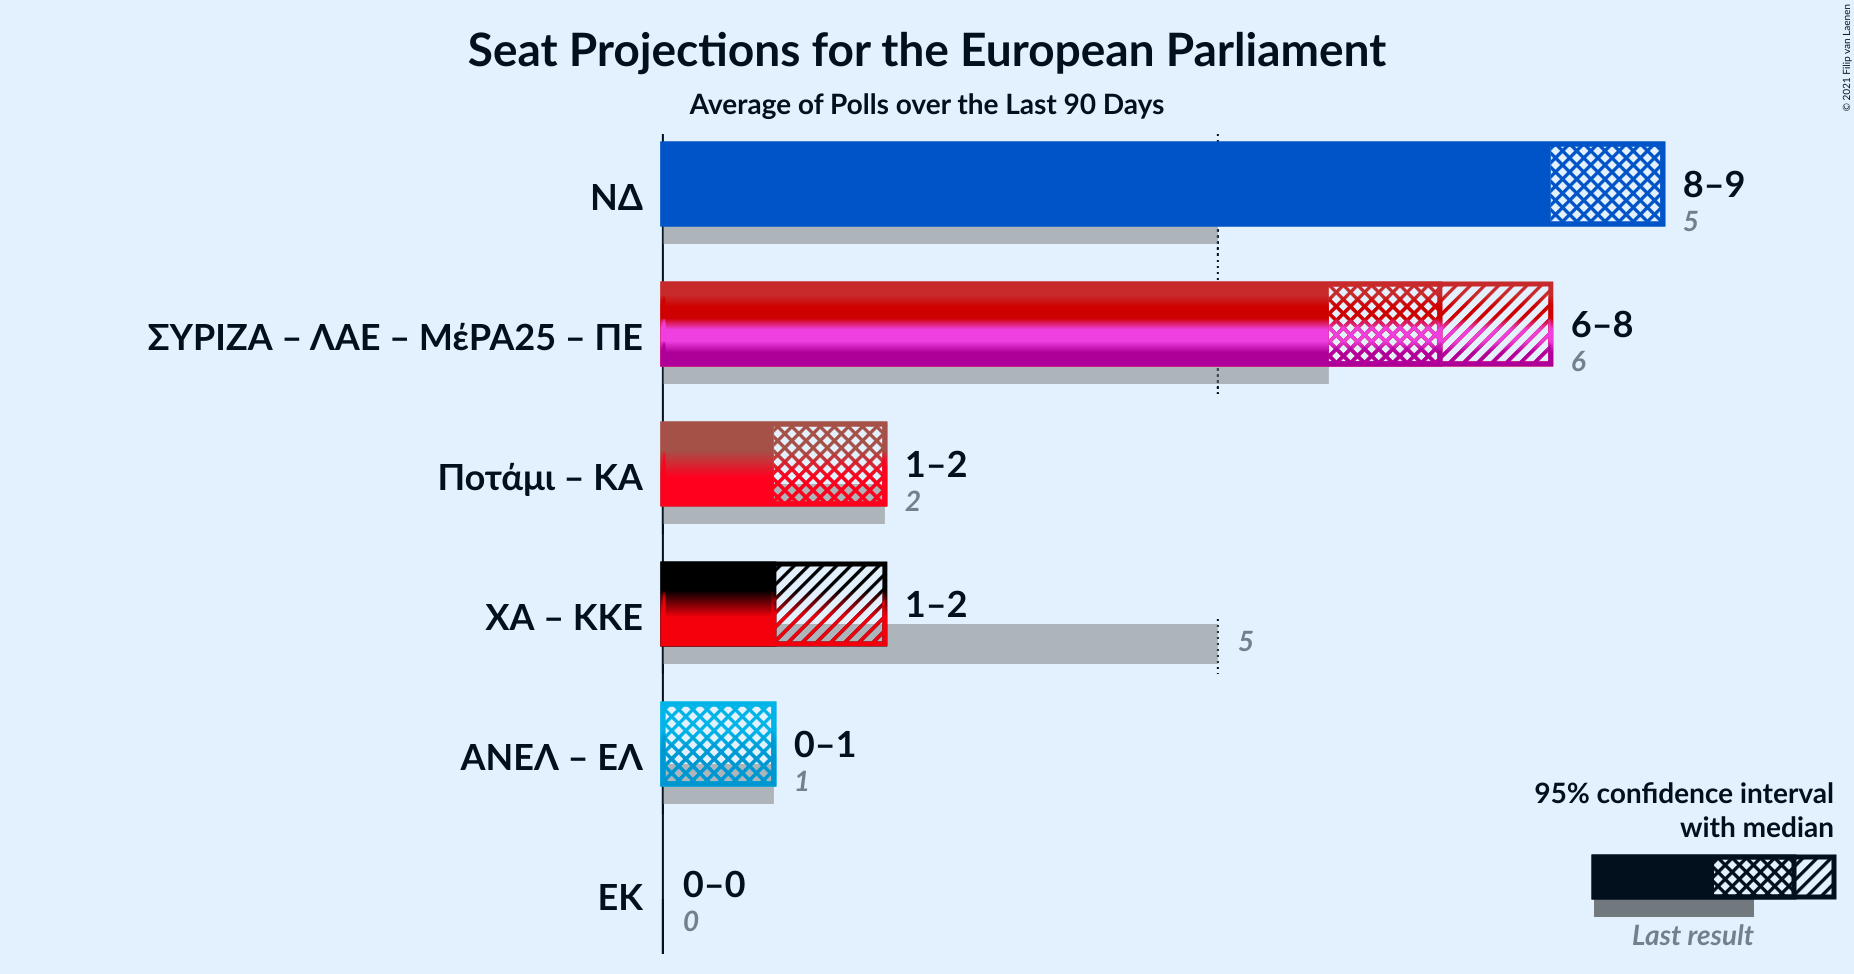 Seat Projections for the European Parliament
Average of Polls over the Last 90 Days
© 2021 Filip van Laenen
ΝΔ
8–9
5
ΣΥΡΙΖΑ – ΛΑΕ – ΜέΡΑ25 – ΠΕ
6–8
6
Ποτάμι – ΚΑ
1–2
2
ΧΑ – ΚΚΕ
1–2
5
ΑΝΕΛ – ΕΛ
0–1
1
ΕΚ
0–0
0
95% confidence interval
with median
Last result